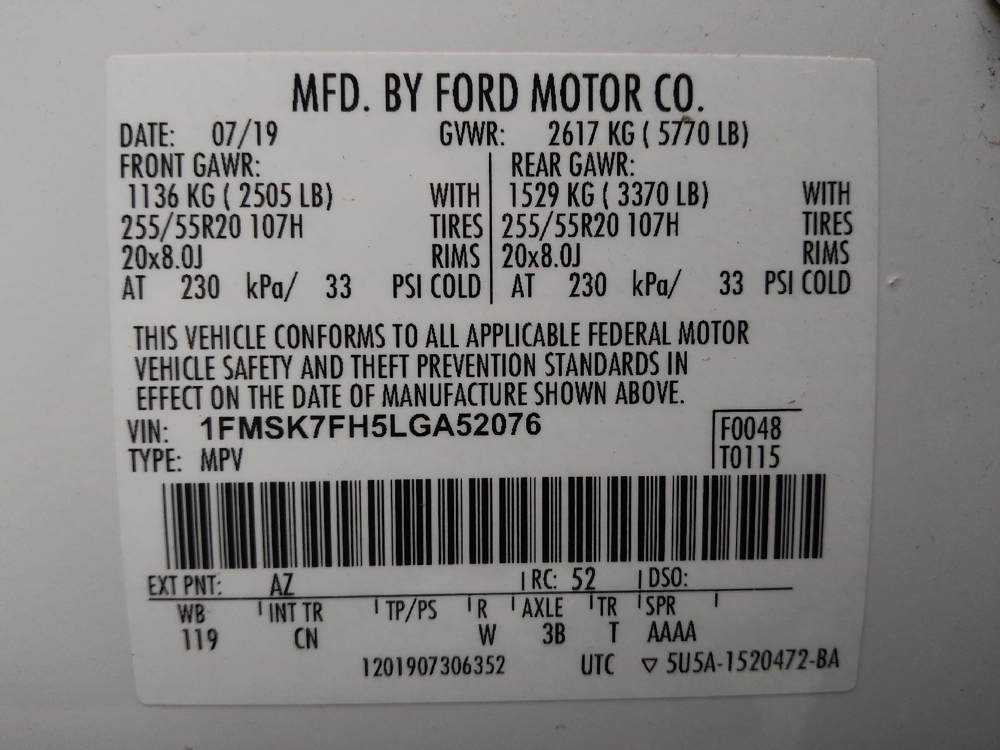 MFD. BY FORD MOTOR CO.
DATE: 07/19 GVWR: 2617 KG ( 5770 LB)
FRONT GAWR: REAR GAWR:
1136 KG ( 2505 LB) WITH 1529 KG ( 3370 LB) WITH
255/55R20 107H TIRES 255/55R20 107H TIRES
20x8.0J RIMS 20x8.0J RIMS
AT 230 kPa/ 33 PSI COLD AT 230 kPa/ 33 PSI COLD
THIS VEHICLE CONFORMS TO ALL APPLICABLE FEDERAL MOTOR
VEHICLE SAFETY AND THEFT PREVENTION STANDARDS IN
EFFECT ON THE DATE OF MANUFACTURE SHOWN ABOVE.
VIN: 1FMSK7FH5LGA52076 F0048
TYPE: MPV T0115
EXT PNT: AZ RC: 52 DSO:
WB INT TR TP/PS R AXLE TR SPR
119 CN W 3B T AAAA
1201907306352 UTC ▽ 5U5A-1520472-BA